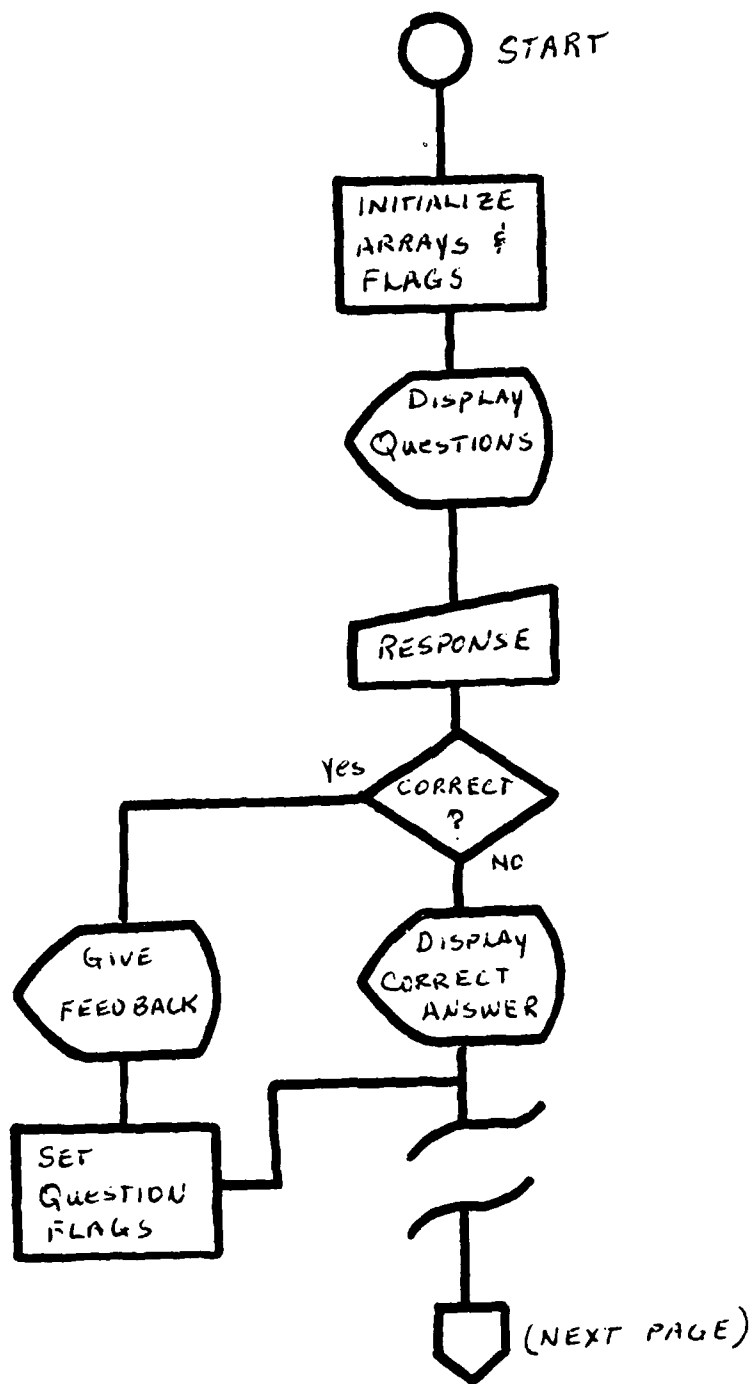 START
INITIALIZE
ARRAYS &
FLAGS
DISPLAY
QUESTIONS
RESPONSE
Yes
CORRECT
?
NO
GIVE
FEEDBACK
DISPLAY
CORRECT
ANSWER
SET
QUESTION
FLAGS
(NEXT PAGE)